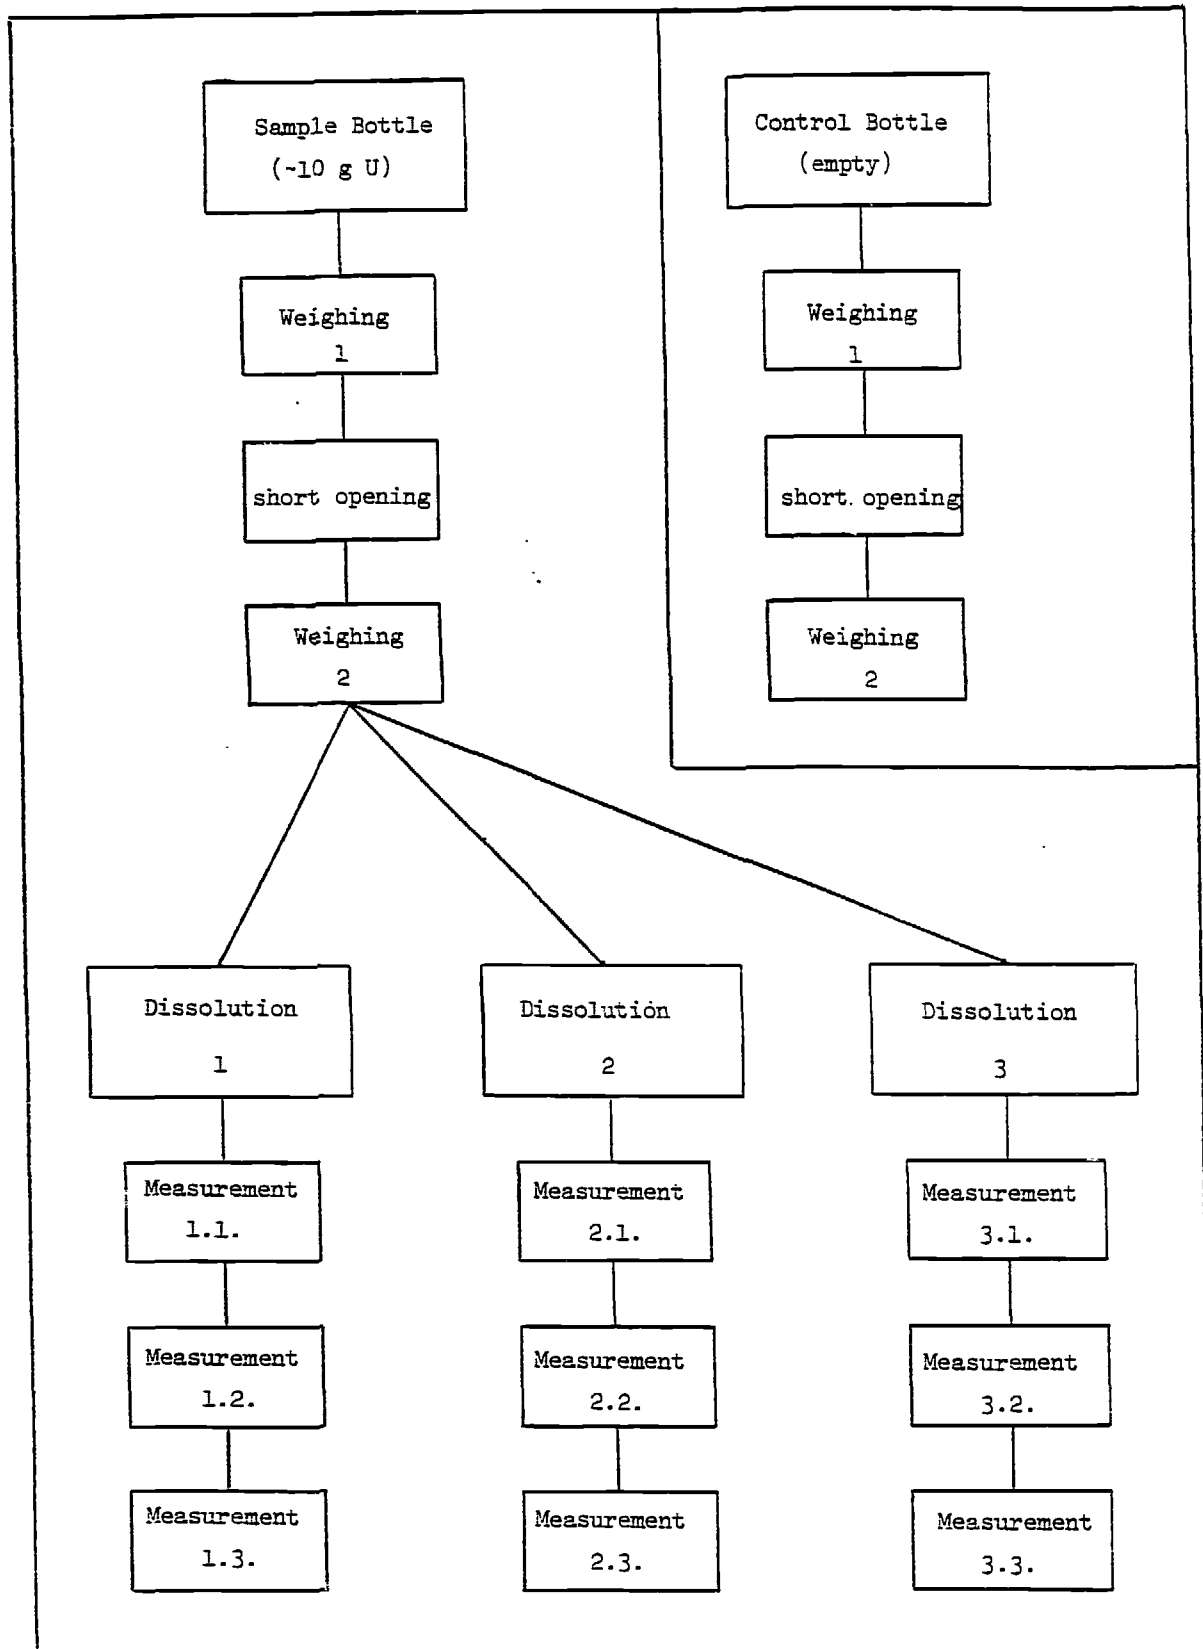 Sample Bottle
(~10 g U)
Weighing
1
short opening
Weighing
2
Control Bottle
(empty)
Weighing
1
short. opening
Weighing
2
Dissolution
1
Measurement
1.1.
Measurement
1.2.
Measurement
1.3.
Dissolution
2
Measurement
2.1.
Measurement
2.2.
Measurement
2.3.
Dissolution
3
Measurement
3.1.
Measurement
3.2.
Measurement
3.3.